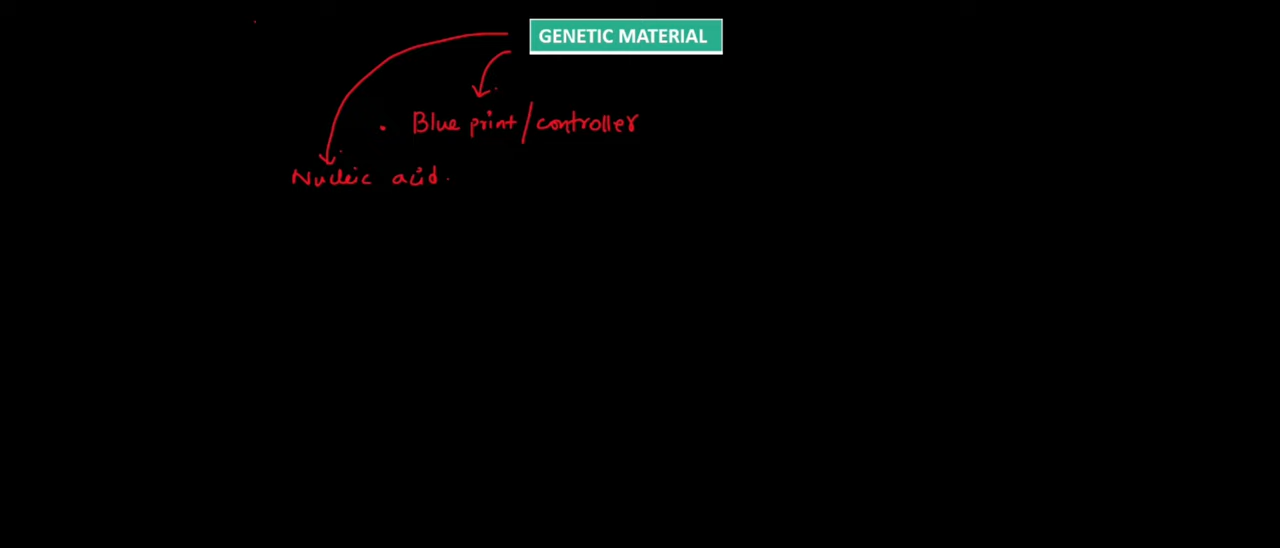 GENETIC MATERIAL
• Blue print/controller
Nucleic acid.